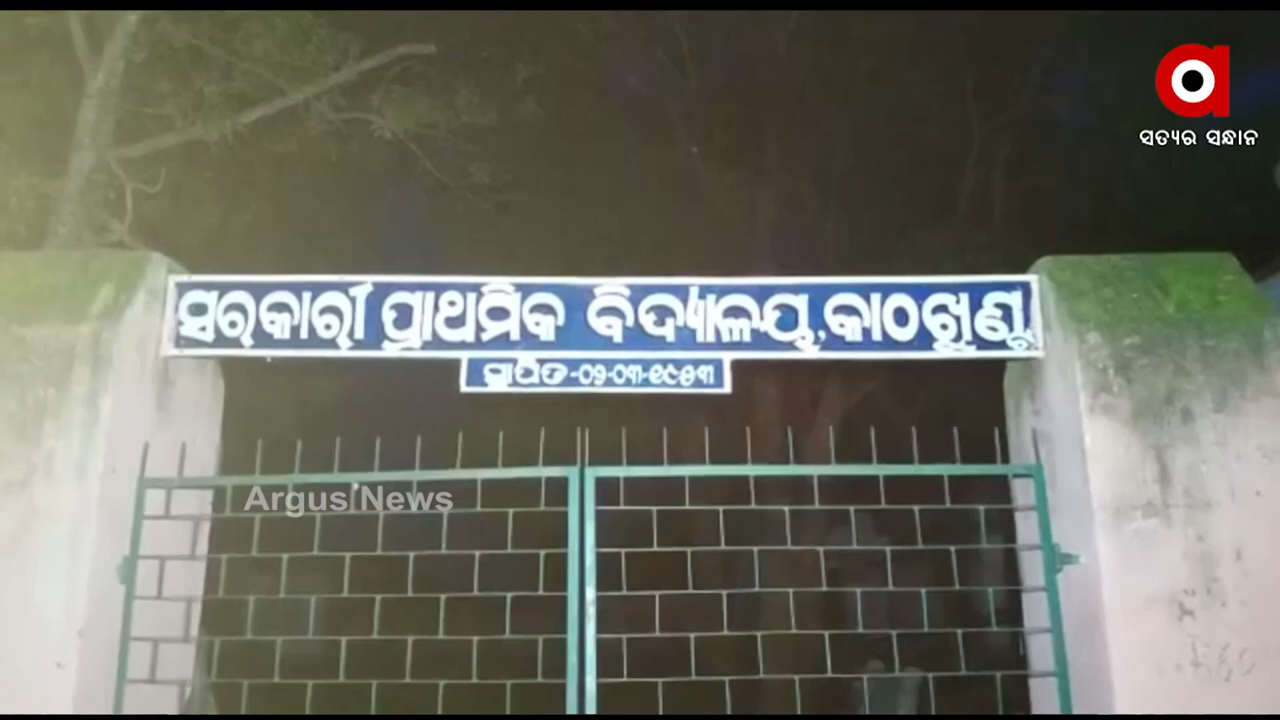 ସତ୍ୟର ସନ୍ଧାନ
ସରକାରୀ ପ୍ରାଥମିକ ବିଦ୍ୟାଳୟ,କାଠଖୁଣ୍ଟା
ସ୍ଥାପିତ-୦୨-୦୩-୧୯୫୩
Argus News